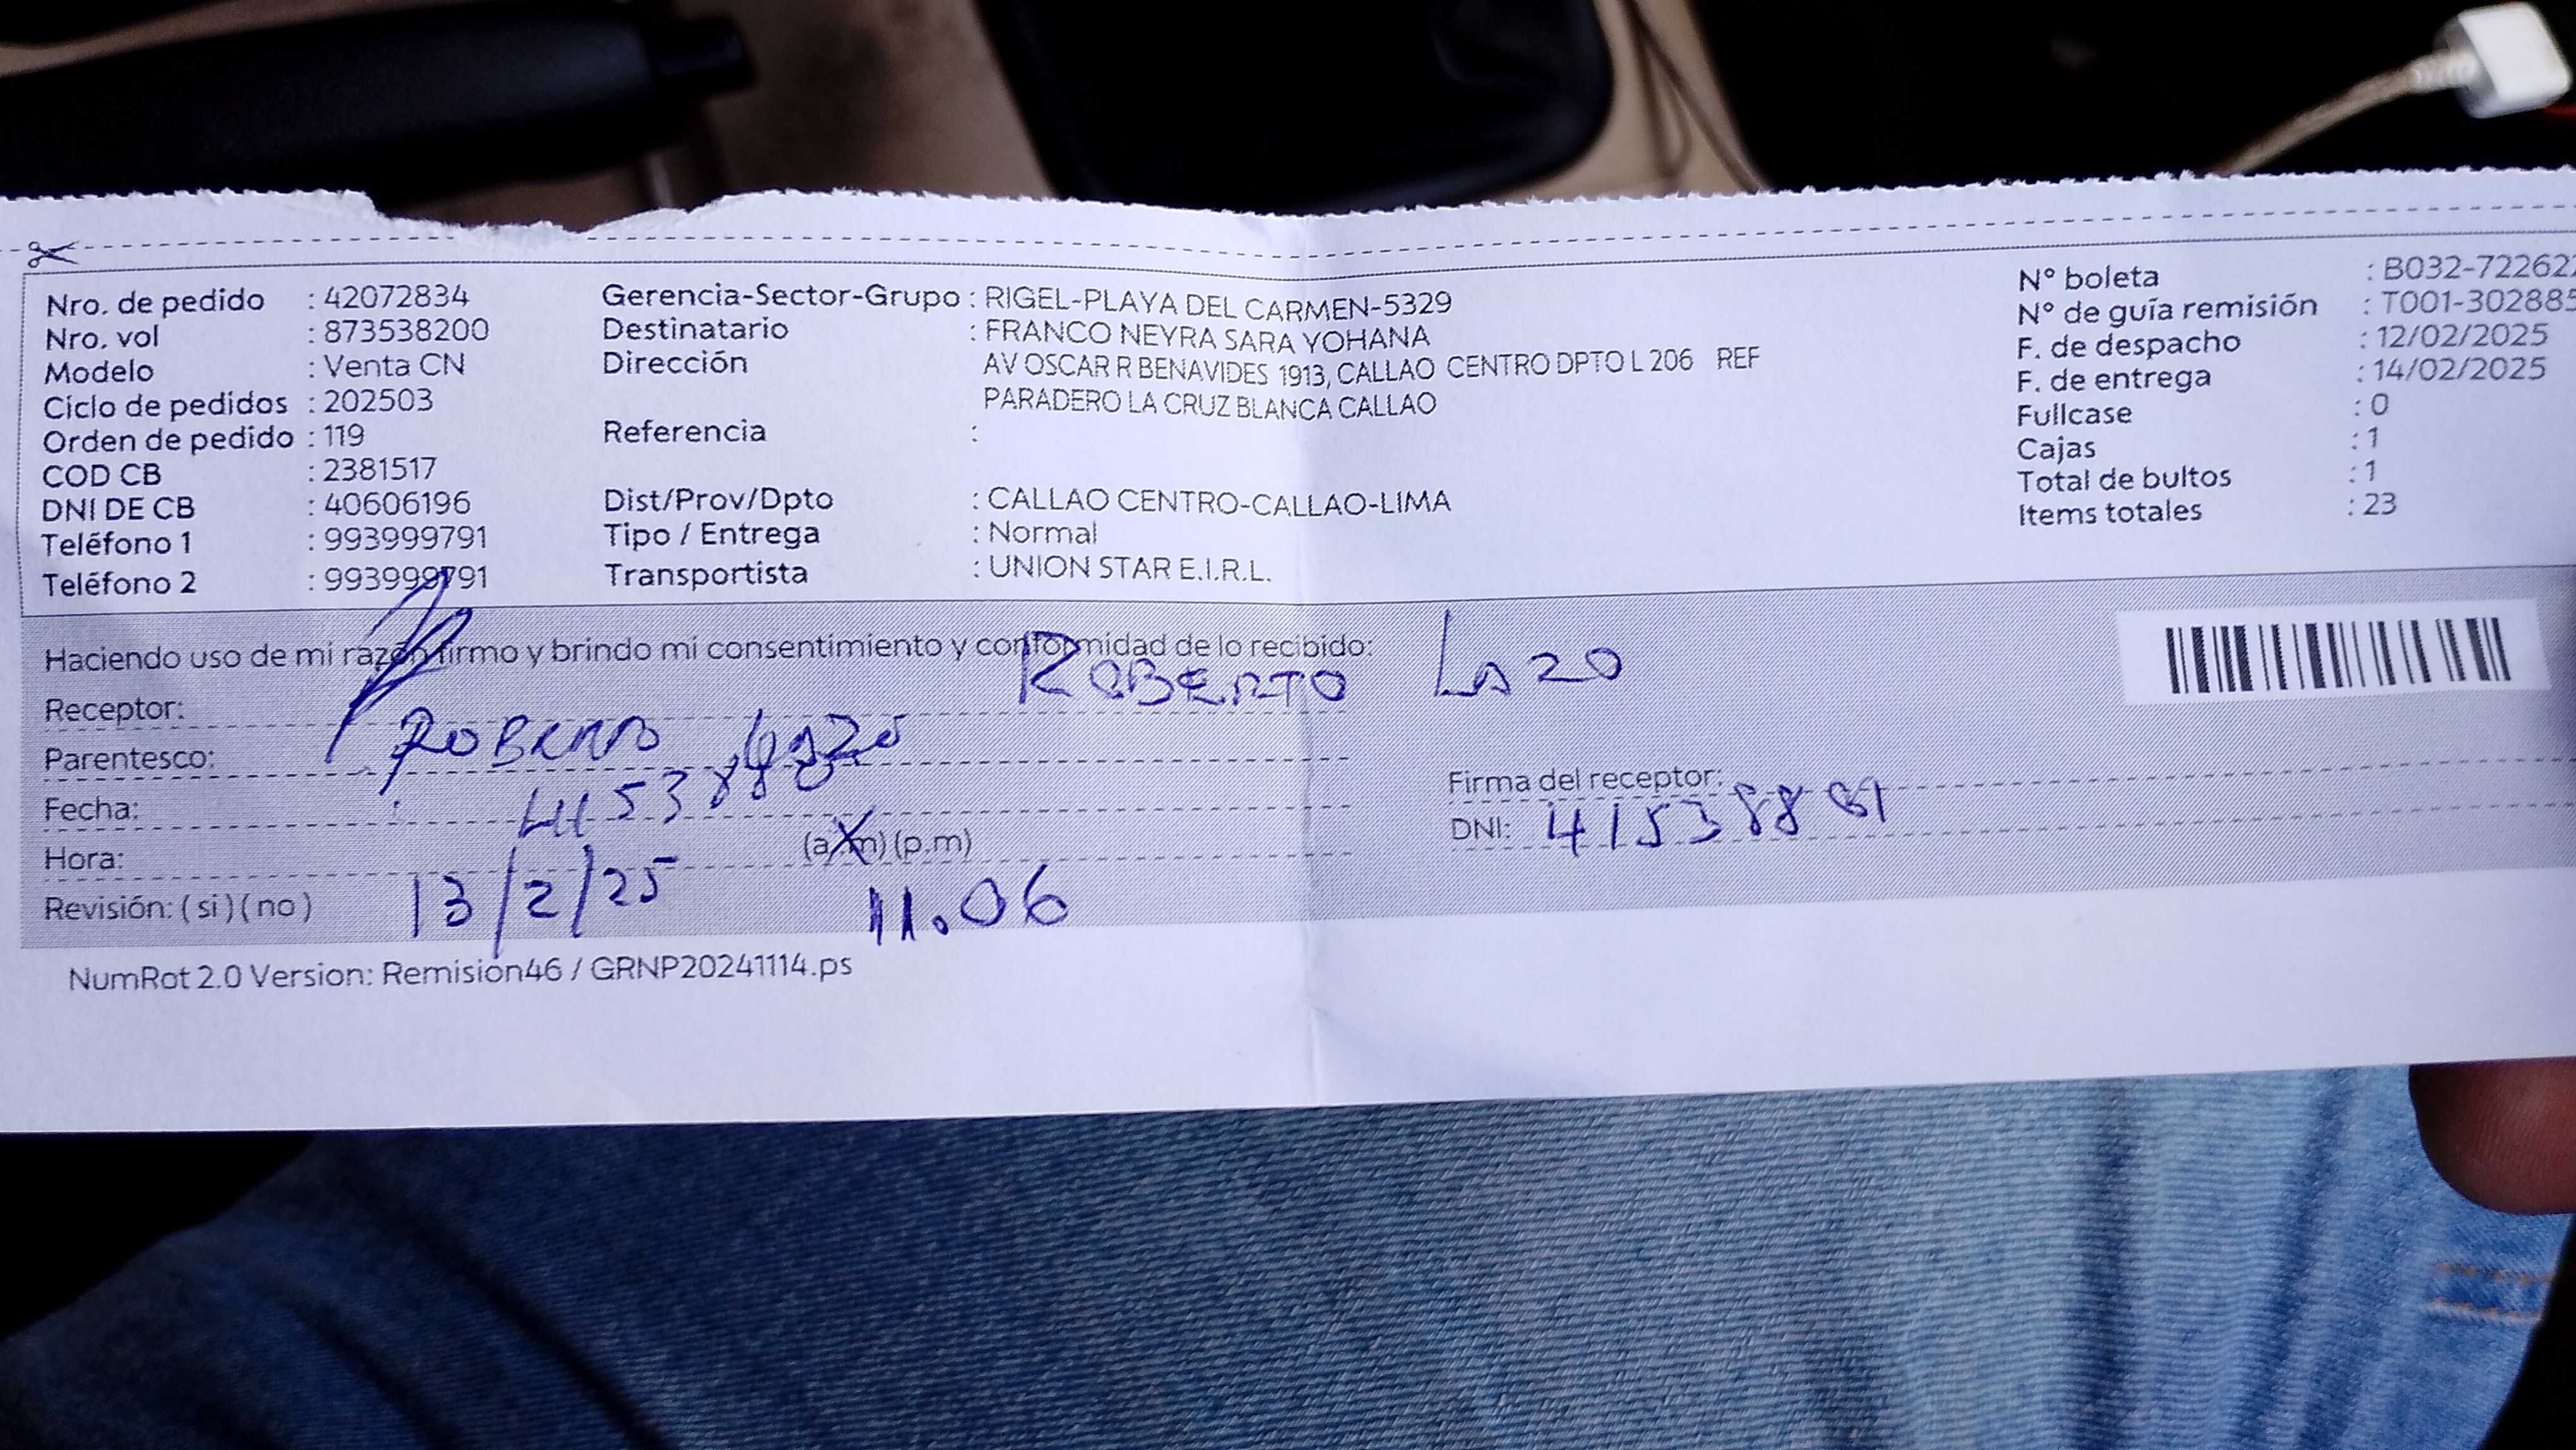 Nro. de pedido : 42072834
Nro. vol : 873538200
Modelo : Venta CN
Ciclo de pedidos : 202503
Orden de pedido : 119
COD CB : 2381517
DNI DE CB : 40606196
Teléfono 1 : 993999791
Teléfono 2 : 993999791
Gerencia-Sector-Grupo : RIGEL-PLAYA DEL CARMEN-5329
Destinatario : FRANCO NEYRA SARA YOHANA
Dirección AV OSCAR R BENAVIDES 1913, CALLAO CENTRO DPTO L 206 REF
PARADERO LA CRUZ BLANCA CALLAO
Referencia :
Dist/Prov/Dpto : CALLAO CENTRO-CALLAO-LIMA
Tipo / Entrega : Normal
Transportista : UNION STAR E.I.R.L.
N° boleta : B032-72262
N° de guía remisión : T001-302885
F. de despacho : 12/02/2025
F. de entrega : 14/02/2025
Fullcase : 0
Cajas : 1
Total de bultos : 1
Items totales : 23
Haciendo uso de mi razón firmo y brindo mi consentimiento y conformidad de lo recibido:
ROBERTO LAZO
Receptor:
ROBERTO LAZO
Parentesco:
Fecha:
Hora: (a.m) (p.m)
Revisión: ( si ) ( no ) 13/2/25 11.06
Firma del receptor:
DNI:
NumRot 2.0 Version: Remision46 / GRNP20241114.ps